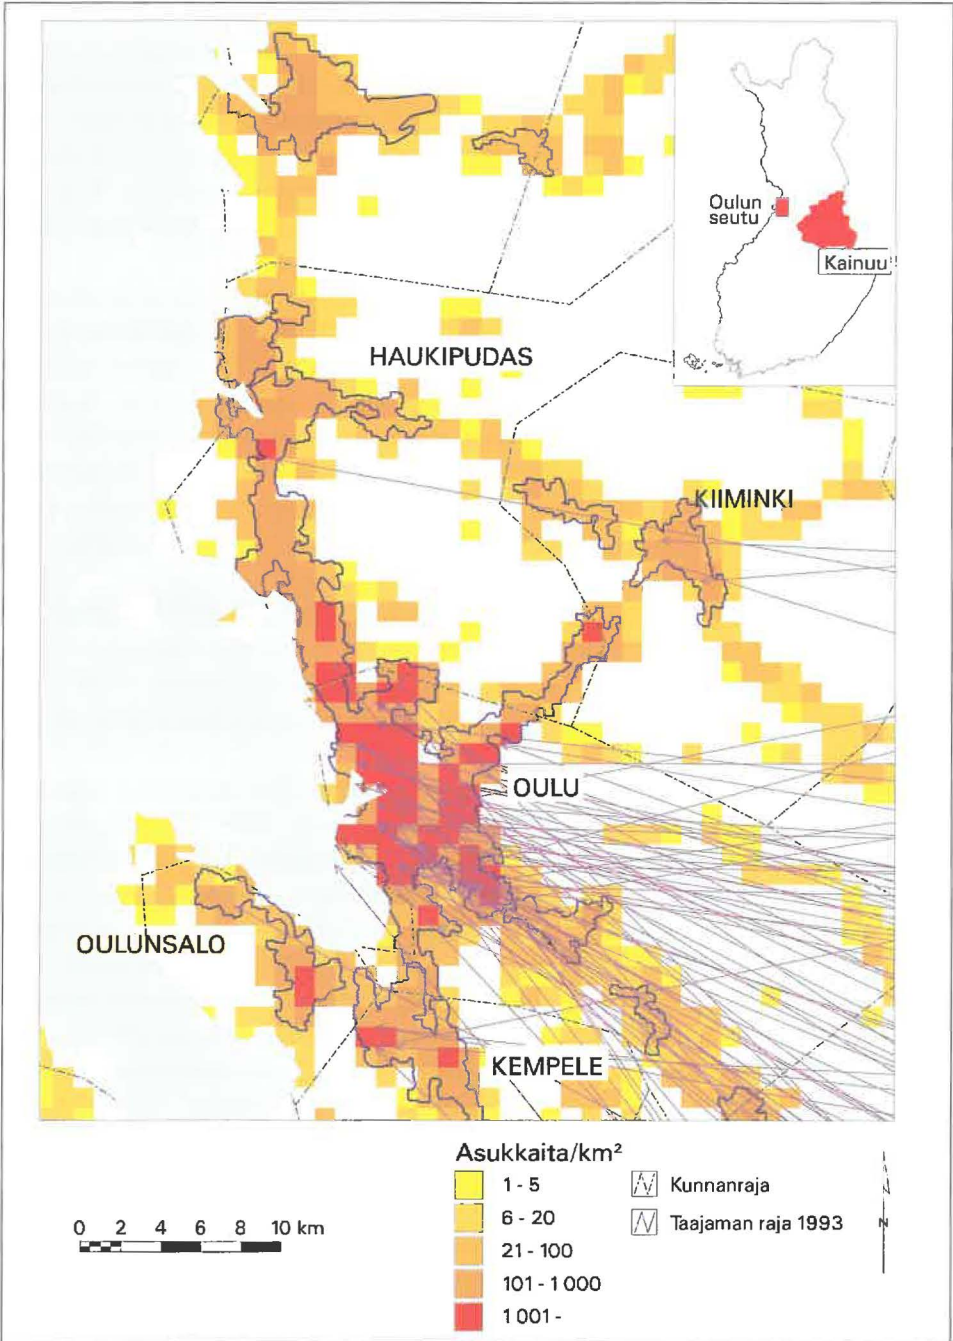 Oulun
seutu
Kainuu
HAUKIPUDAS
KIIMINKI
OULU
OULUNSALO
KEMPELE
Asukkaita/km²
1 - 5
6 - 20
21 - 100
101 - 1 000
1 001 -
Kunnanraja
Taajaman raja 1993
0 2 4 6 8 10 km
N